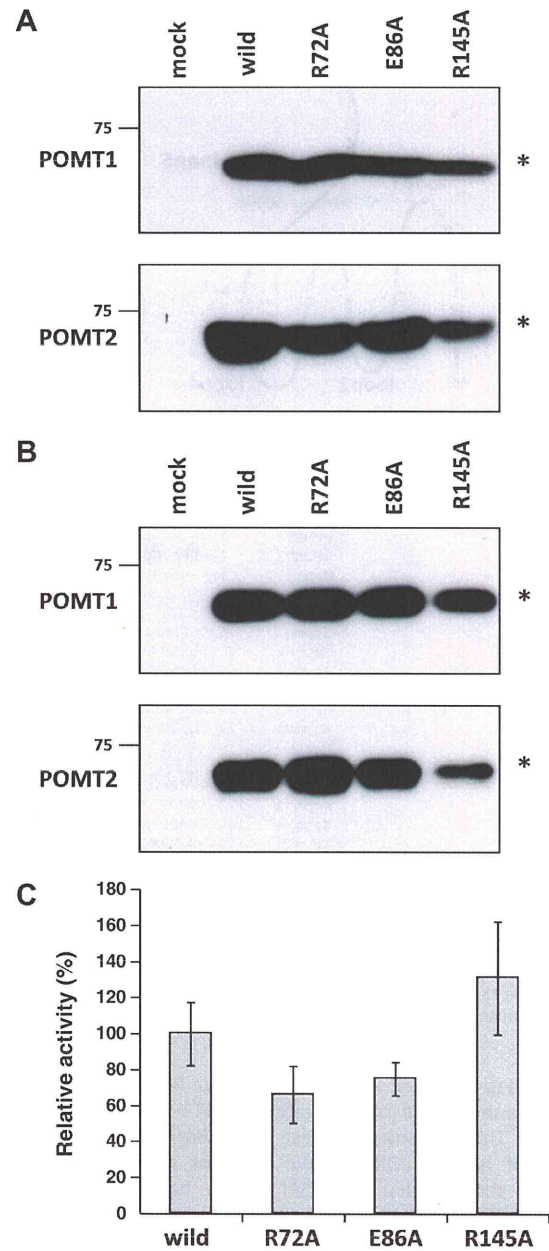 A
mock wild R72A E86A R145A
75
POMT1 *
75
POMT2 *
B
mock wild R72A E86A R145A
75
POMT1 *
75
POMT2 *
C
Relative activity (%)
180
160
140
120
100
80
60
40
20
0
wild R72A E86A R145A